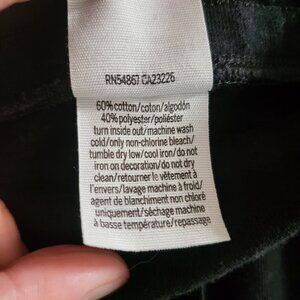 RN54867 CA23226
60% cotton/coton/algodón
40% polyester/poliéster
turn inside out/machine wash
cold/only non-chlorine bleach/
tumble dry low/cool iron/do not
iron on decoration/do not dry
clean/retourner le vêtement à
l'envers/lavage machine à froid/
agent de blanchiment non chloré
uniquement/séchage machine
à basse température/repassage